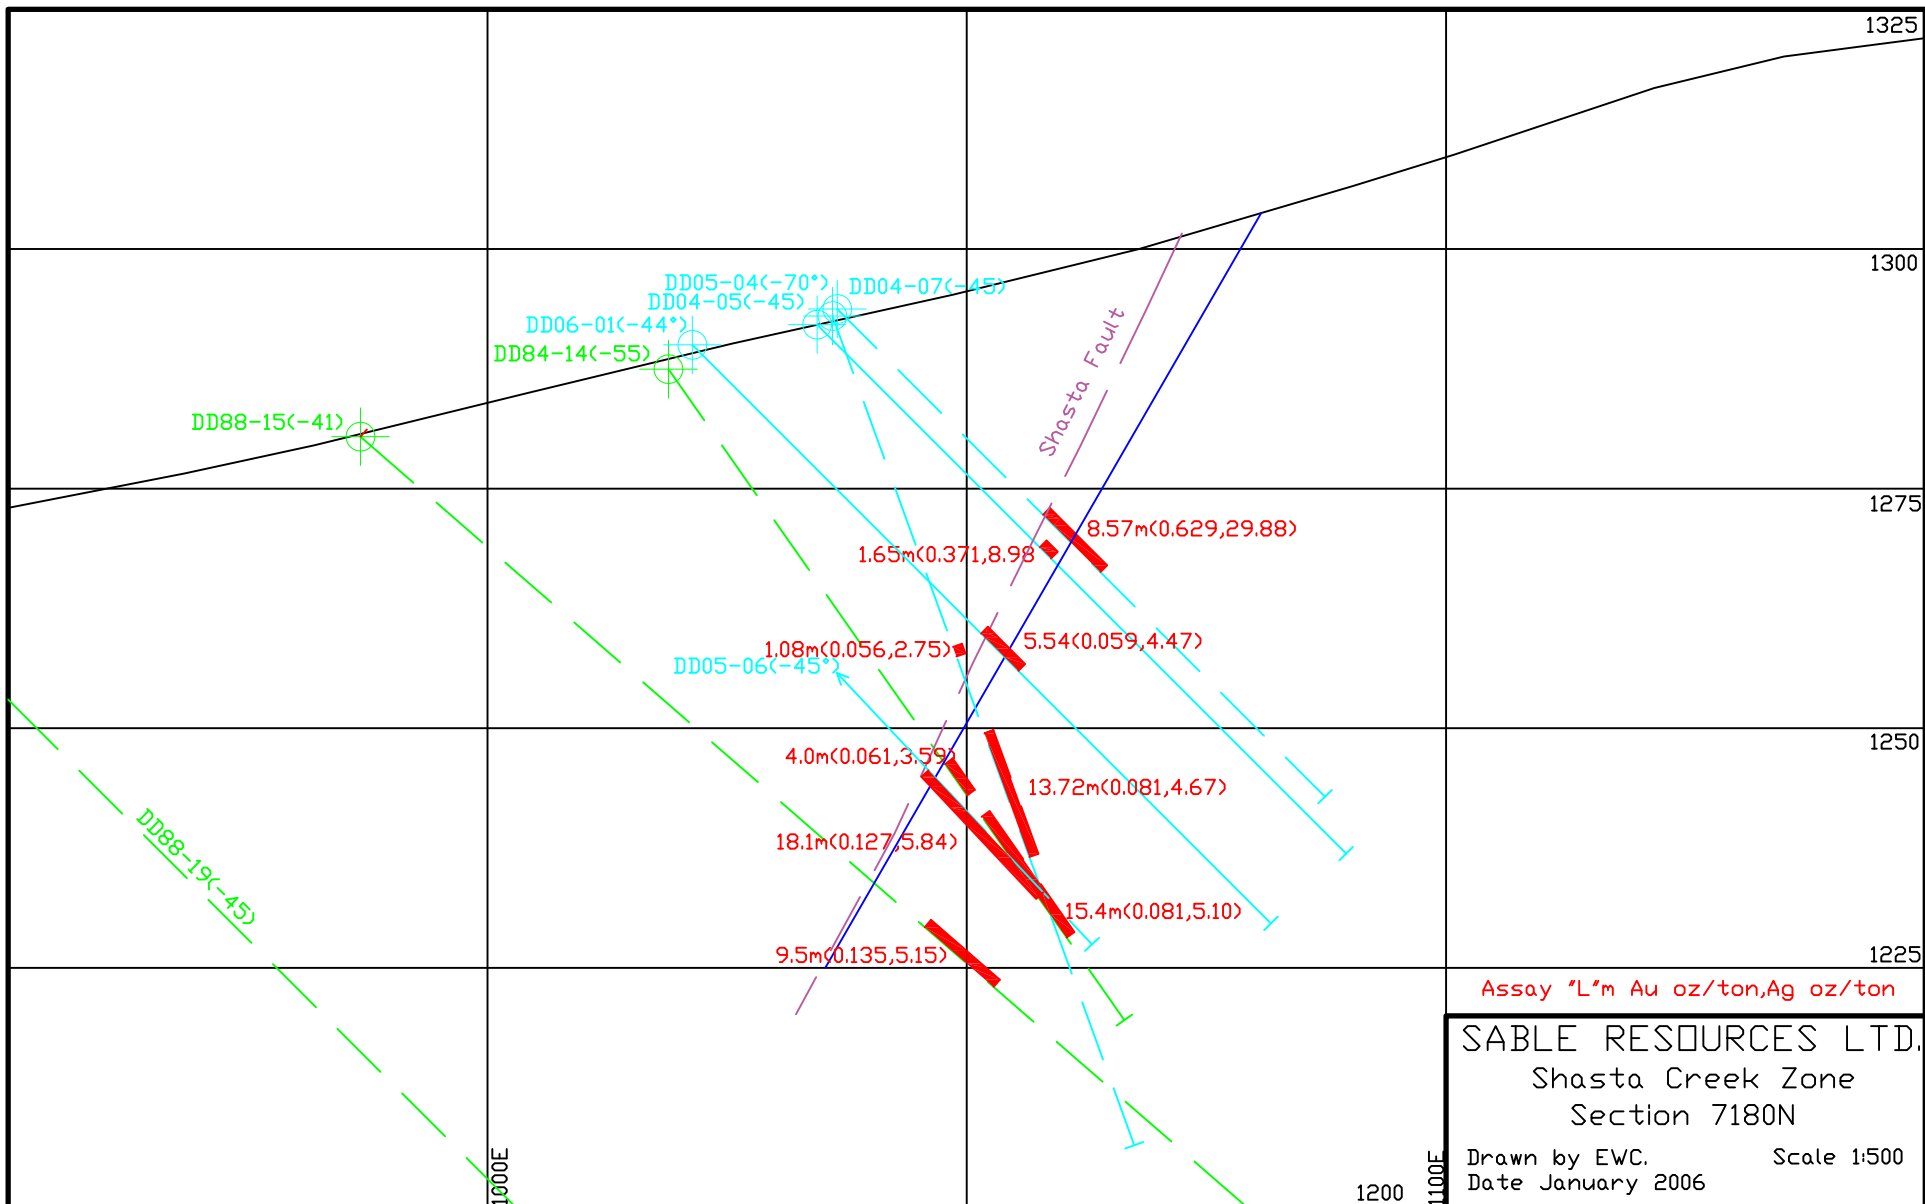 1325
1300
DD05-04(-70°)
DD04-07(-45)
DD04-05(-45)
DD06-01(-44°)
DD84-14(-55)
Shasta Fault
DD88-15(-41)
1275
8.57m(0.629,29.88)
1.65m(0.371,8.98
5.54(0.059,4.47)
1.08m(0.056,2.75)
DD05-06(-45°)
1250
4.0m(0.061,3.59)
13.72m(0.081,4.67)
DD88-19(-45)
18.1m(0.127,5.84)
15.4m(0.081,5.10)
9.5m(0.135,5.15)
1225
Assay "L"m Au oz/ton,Ag oz/ton
SABLE RESOURCES LTD.
Shasta Creek Zone
Section 7180N
Drawn by EWC. Scale 1:500
Date January 2006
1000E
1200
1100E